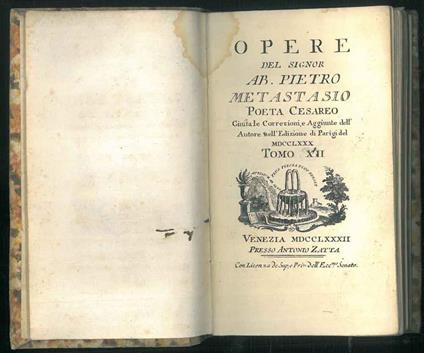 OPERE
DEL SIGNOR
AB. PIETRO
METASTASIO
POETA CESAREO
Giusta le Correzioni, e Aggiunte dell'
Autore nell'Edizione di Parigi del
MDCCLXXX
TOMO XII
VENEZIA MDCCLXXXII
PRESSO ANTONIO ZATTA
Con Licenza de' Sup, e Priv. dell'Ecc.mo Senato.